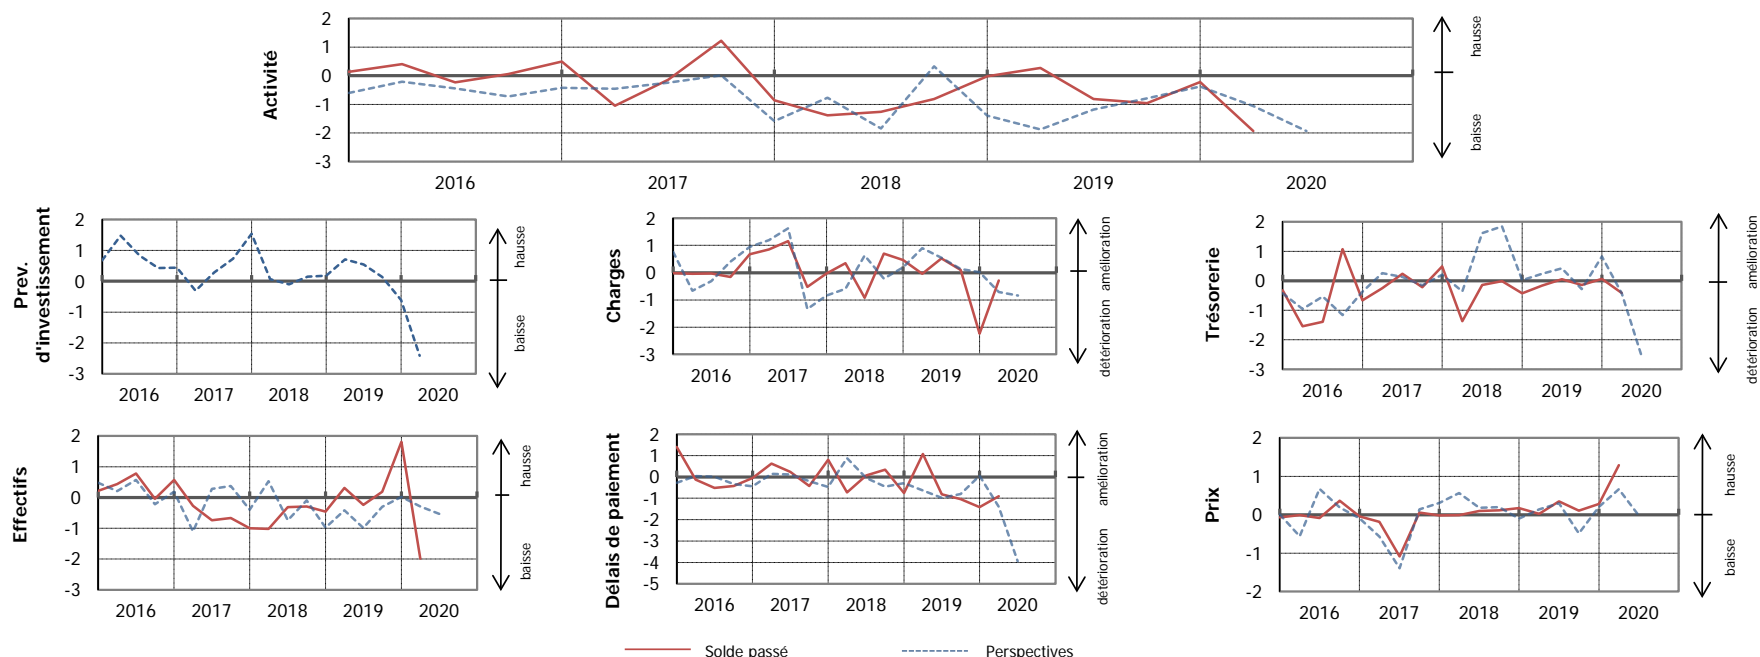 Activité
2
1
0
-1
-2
-3
2016 2017 2018 2019 2020
hausse
baisse
Prev.
d'investissement
2
1
0
-1
-2
-3
2016 2017 2018 2019 2020
hausse
baisse
Charges
2
1
0
-1
-2
-3
2016 2017 2018 2019 2020
amélioration
détérioration
Trésorerie
2
1
0
-1
-2
-3
2016 2017 2018 2019 2020
amélioration
détérioration
Effectifs
2
1
0
-1
-2
-3
2016 2017 2018 2019 2020
hausse
baisse
Délais de paiement
2
1
0
-1
-2
-3
-4
-5
2016 2017 2018 2019 2020
amélioration
détérioration
Prix
2
1
0
-1
-2
2016 2017 2018 2019 2020
hausse
baisse
Solde passé Perspectives